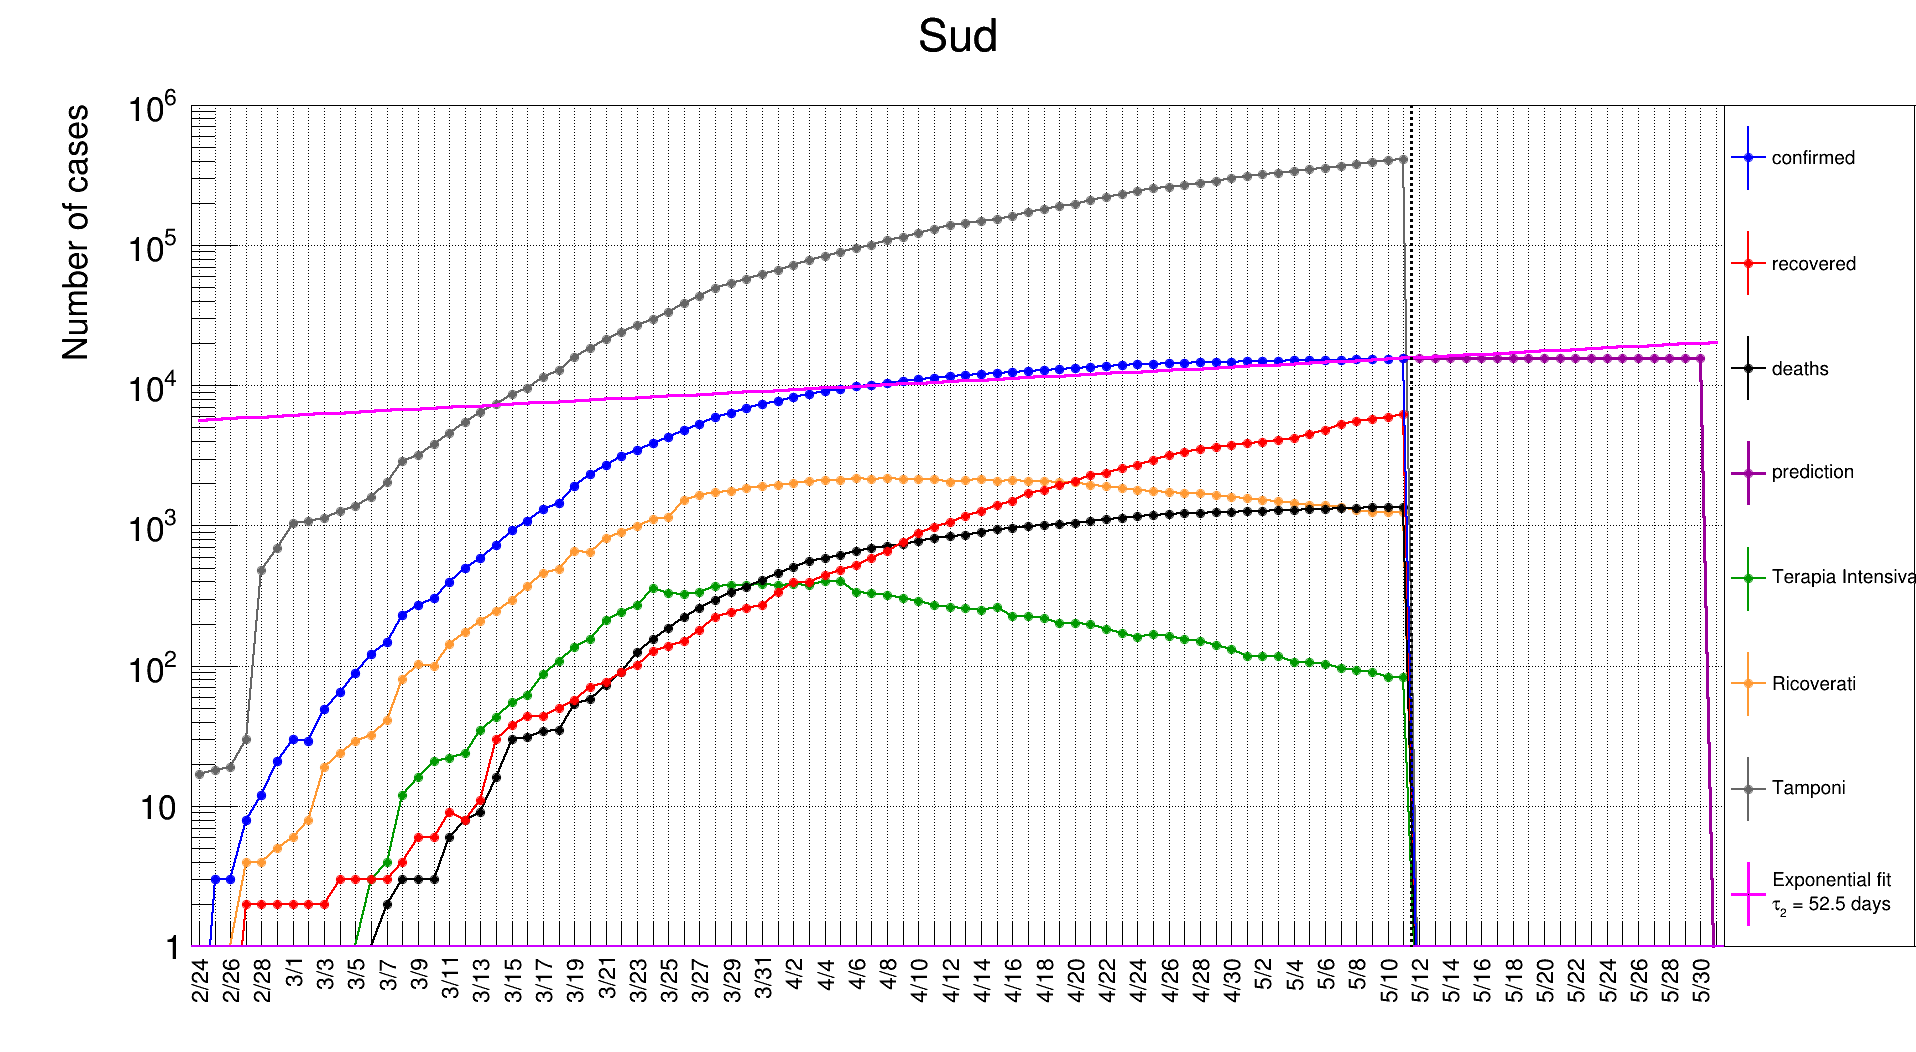 Sud
Number of cases
10^6
10^5
10^4
10^3
10^2
10
1
2/24 2/26 2/28 3/1 3/3 3/5 3/7 3/9 3/11 3/13 3/15 3/17 3/19 3/21 3/23 3/25 3/27 3/29 3/31 4/2 4/4 4/6 4/8 4/10 4/12 4/14 4/16 4/18 4/20 4/22 4/24 4/26 4/28 4/30 5/2 5/4 5/6 5/8 5/10 5/12 5/14 5/16 5/18 5/20 5/22 5/24 5/26 5/28 5/30
confirmed
recovered
deaths
prediction
Terapia Intensiva
Ricoverati
Tamponi
Exponential fit
τ₂ = 52.5 days